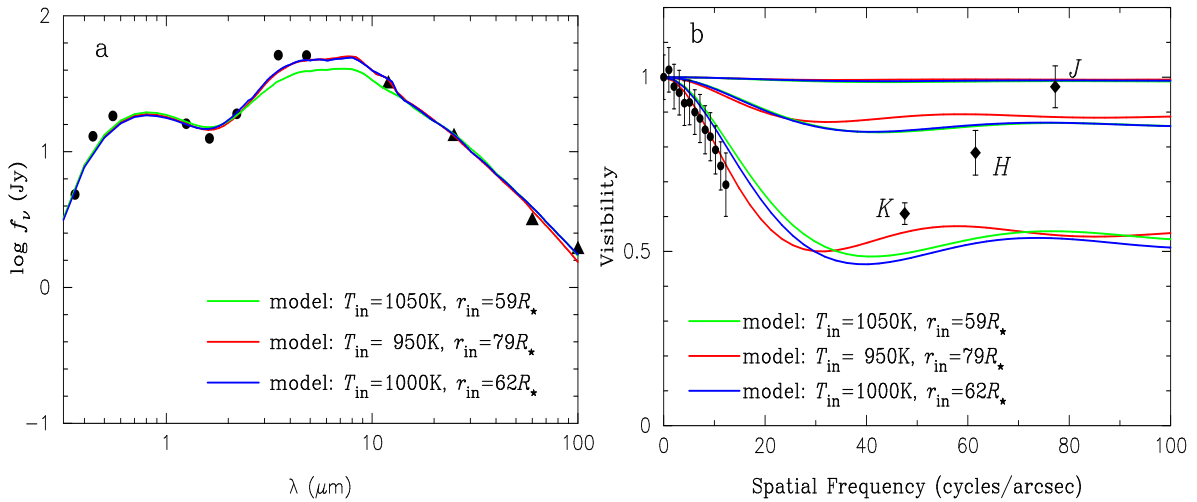 a
log f_ν (Jy)
2
1
0
−1
model: T_in=1050K, r_in=59R_★
model: T_in= 950K, r_in=79R_★
model: T_in=1000K, r_in=62R_★
1
10
100
λ (μm)
b
Visibility
1
0.5
0
J
H
K
model: T_in=1050K, r_in=59R_★
model: T_in= 950K, r_in=79R_★
model: T_in=1000K, r_in=62R_★
0
20
40
60
80
100
Spatial Frequency (cycles/arcsec)